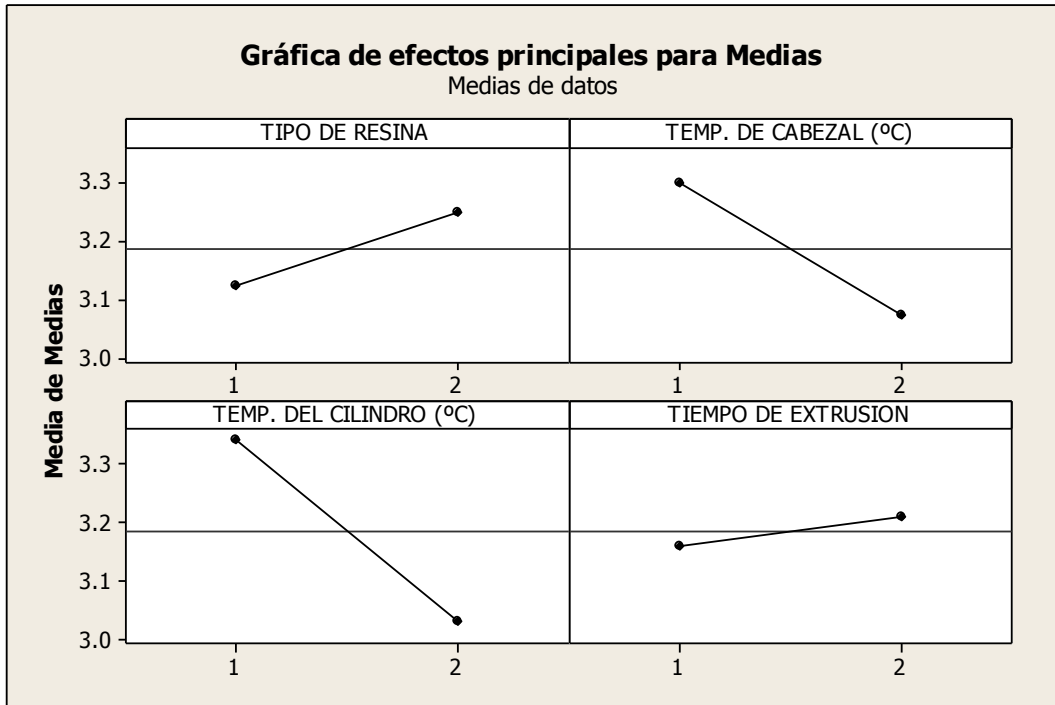 Gráfica de efectos principales para Medias
Medias de datos
Media de Medias
TIPO DE RESINA
TEMP. DE CABEZAL (ºC)
3.3
3.2
3.1
3.0
1
2
1
2
TEMP. DEL CILINDRO (ºC)
TIEMPO DE EXTRUSION
3.3
3.2
3.1
3.0
1
2
1
2